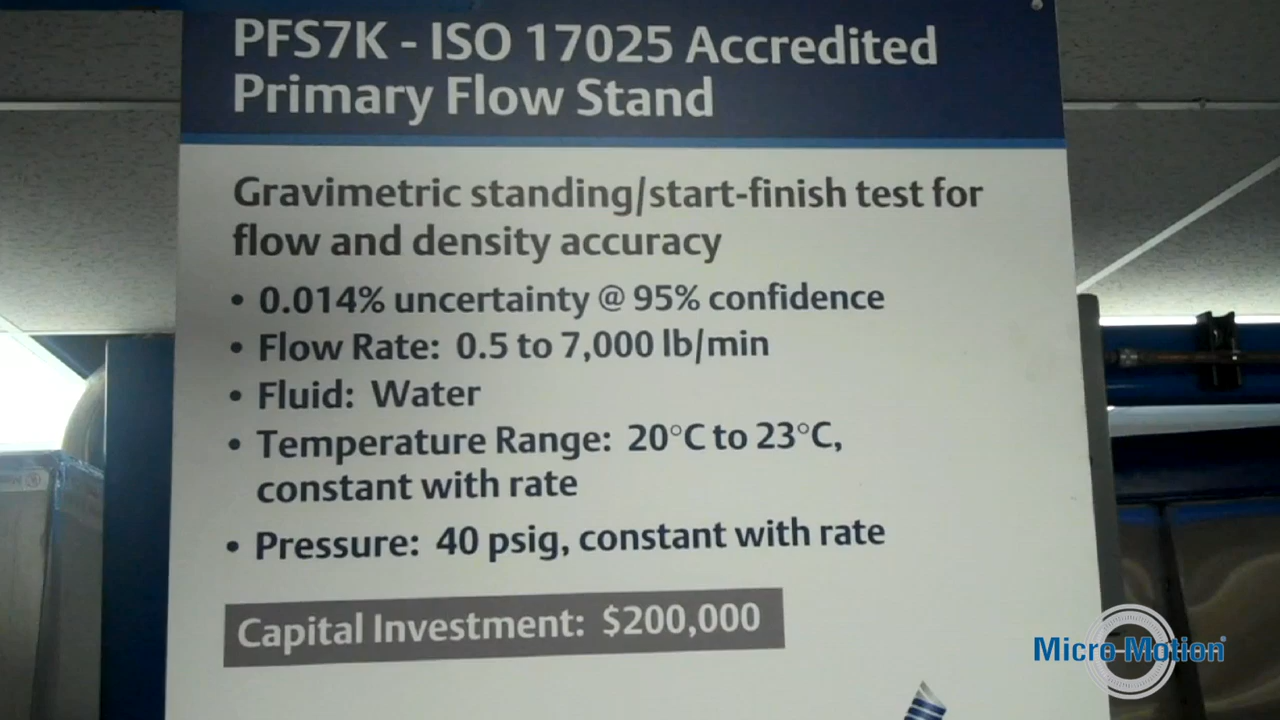 PFS7K - ISO 17025 Accredited
Primary Flow Stand
Gravimetric standing/start-finish test for
flow and density accuracy
• 0.014% uncertainty @ 95% confidence
• Flow Rate: 0.5 to 7,000 lb/min
• Fluid: Water
• Temperature Range: 20°C to 23°C,
constant with rate
• Pressure: 40 psig, constant with rate
Capital Investment: $200,000
Micro Motion®